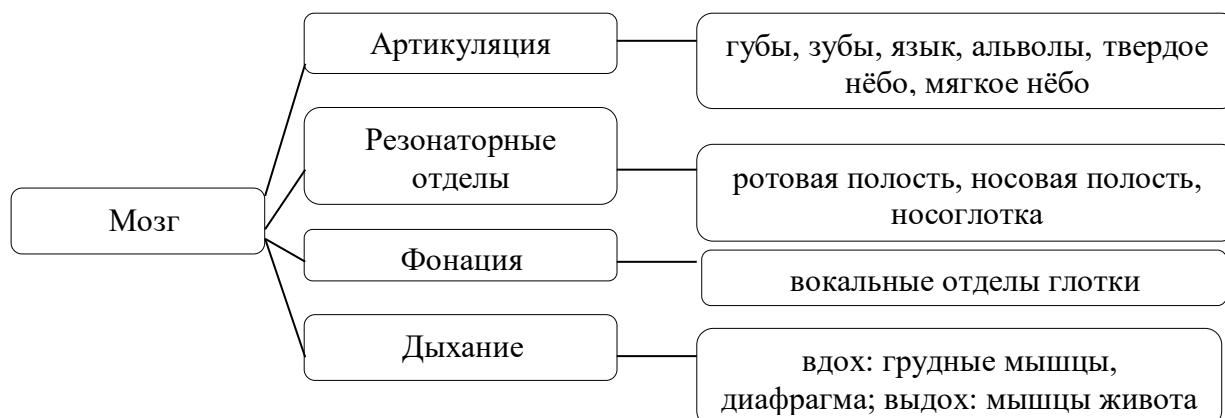 Мозг
Артикуляция
губы, зубы, язык, альволы, твердое
нёбо, мягкое нёбо
Резонаторные
отделы
ротовая полость, носовая полость,
носоглотка
Фонация
вокальные отделы глотки
Дыхание
вдох: грудные мышцы,
диафрагма; выдох: мышцы живота